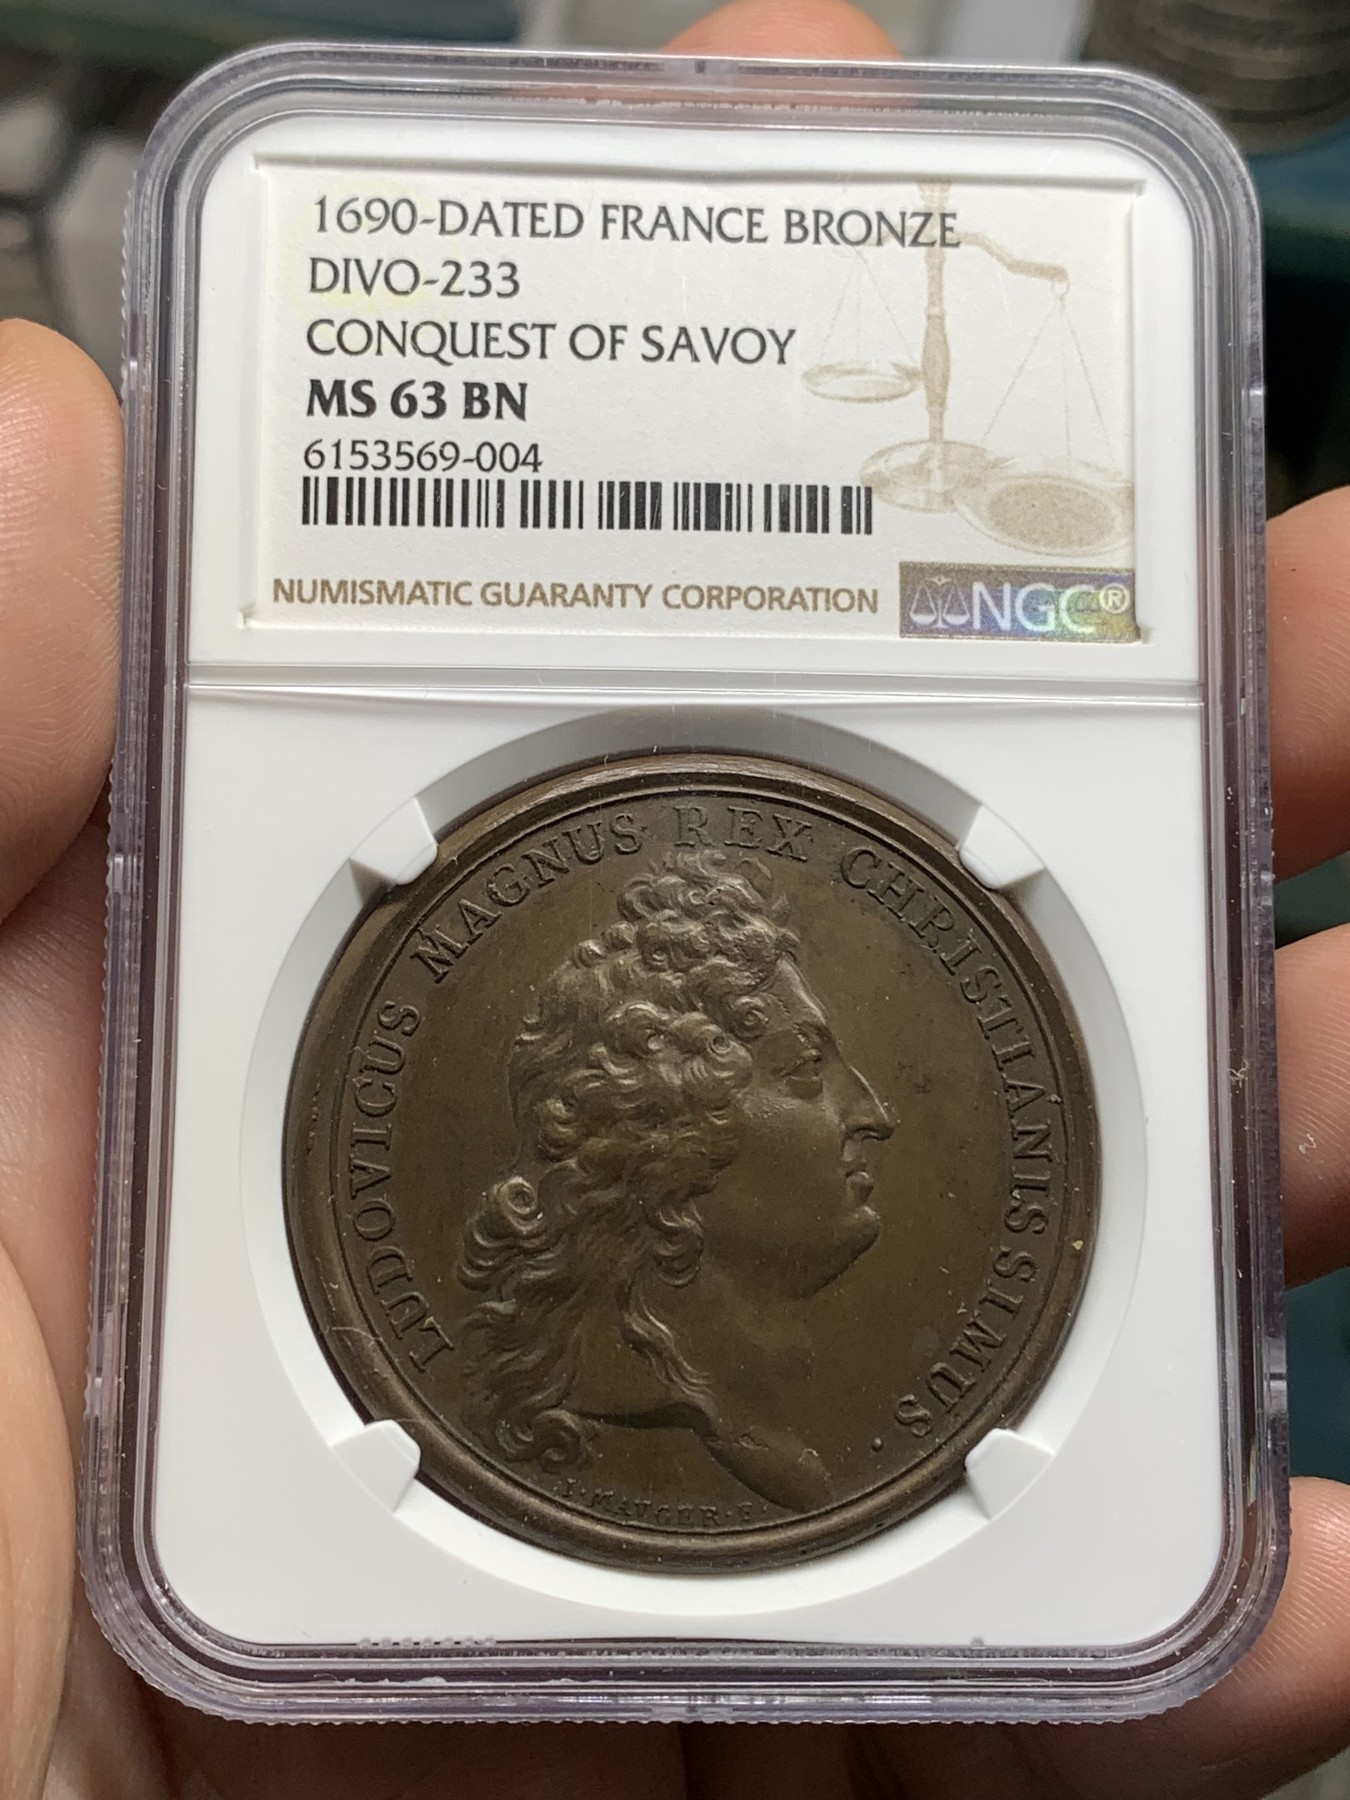 1690-DATED FRANCE BRONZE
DIVO-233
CONQUEST OF SAVOY
MS 63 BN
6153569-004
NUMISMATIC GUARANTY CORPORATION
NGC®
LUDOVICUS MAGNUS REX CHRISTIANISSIMUS.
I·MAVGER·F.